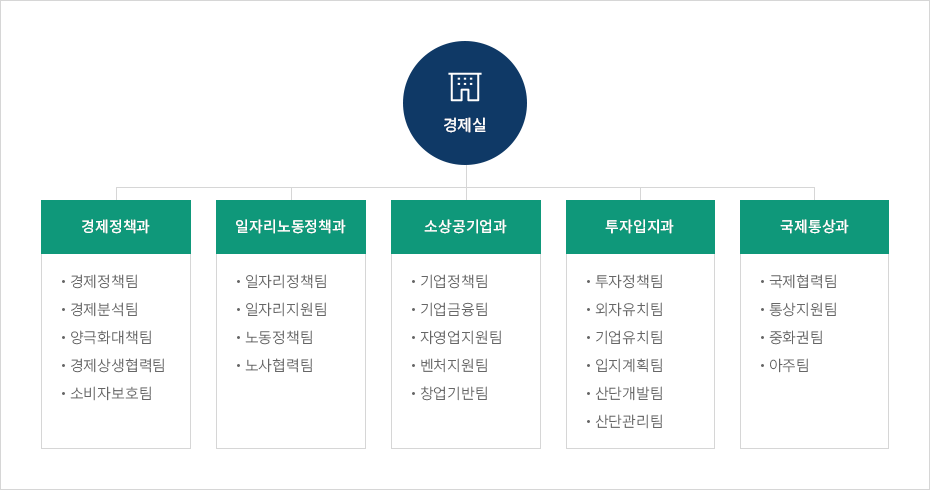 경제실
경제정책과
• 경제정책팀
• 경제분석팀
• 양극화대책팀
• 경제상생협력팀
• 소비자보호팀
일자리노동정책과
• 일자리정책팀
• 일자리지원팀
• 노동정책팀
• 노사협력팀
소상공기업과
• 기업정책팀
• 기업금융팀
• 자영업지원팀
• 벤처지원팀
• 창업기반팀
투자입지과
• 투자정책팀
• 외자유치팀
• 기업유치팀
• 입지계획팀
• 산단개발팀
• 산단관리팀
국제통상과
• 국제협력팀
• 통상지원팀
• 중화권팀
• 아주팀